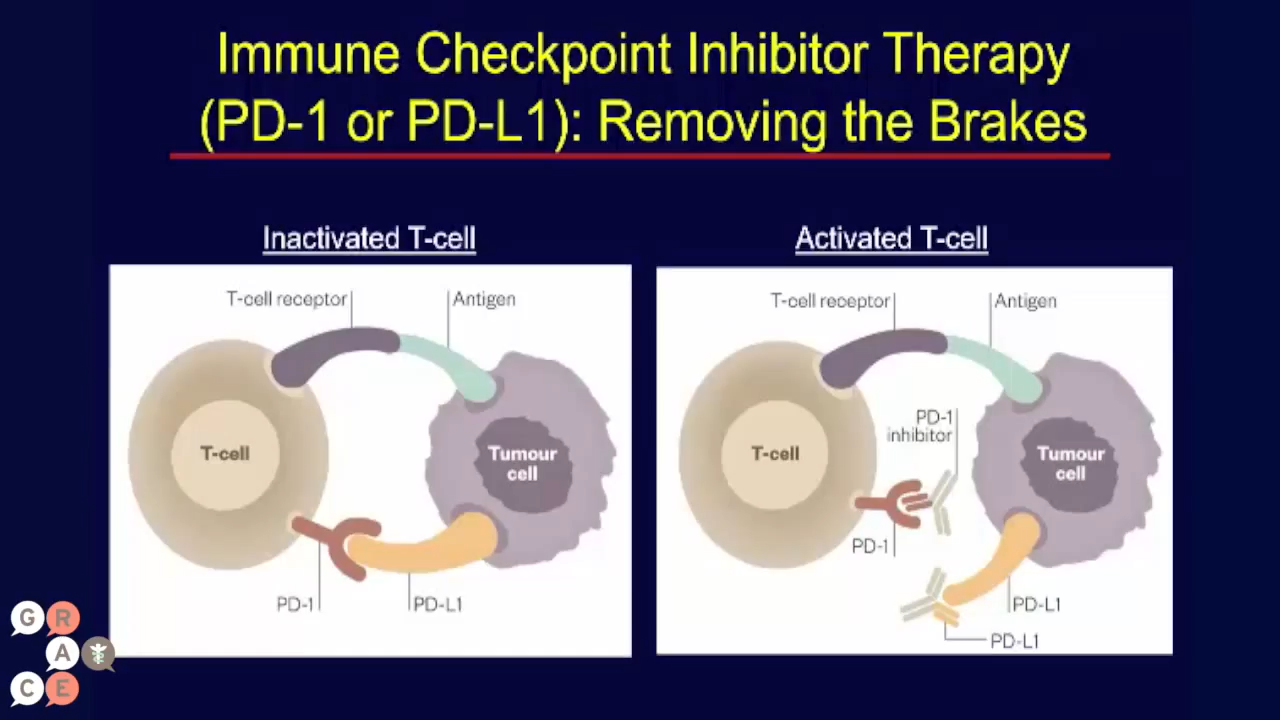 Immune Checkpoint Inhibitor Therapy
(PD-1 or PD-L1): Removing the Brakes
Inactivated T-cell
T-cell receptor
Antigen
T-cell
Tumour
cell
PD-1
PD-L1
Activated T-cell
T-cell receptor
Antigen
PD-1
inhibitor
T-cell
Tumour
cell
PD-1
PD-L1
PD-L1
G R
A
C E